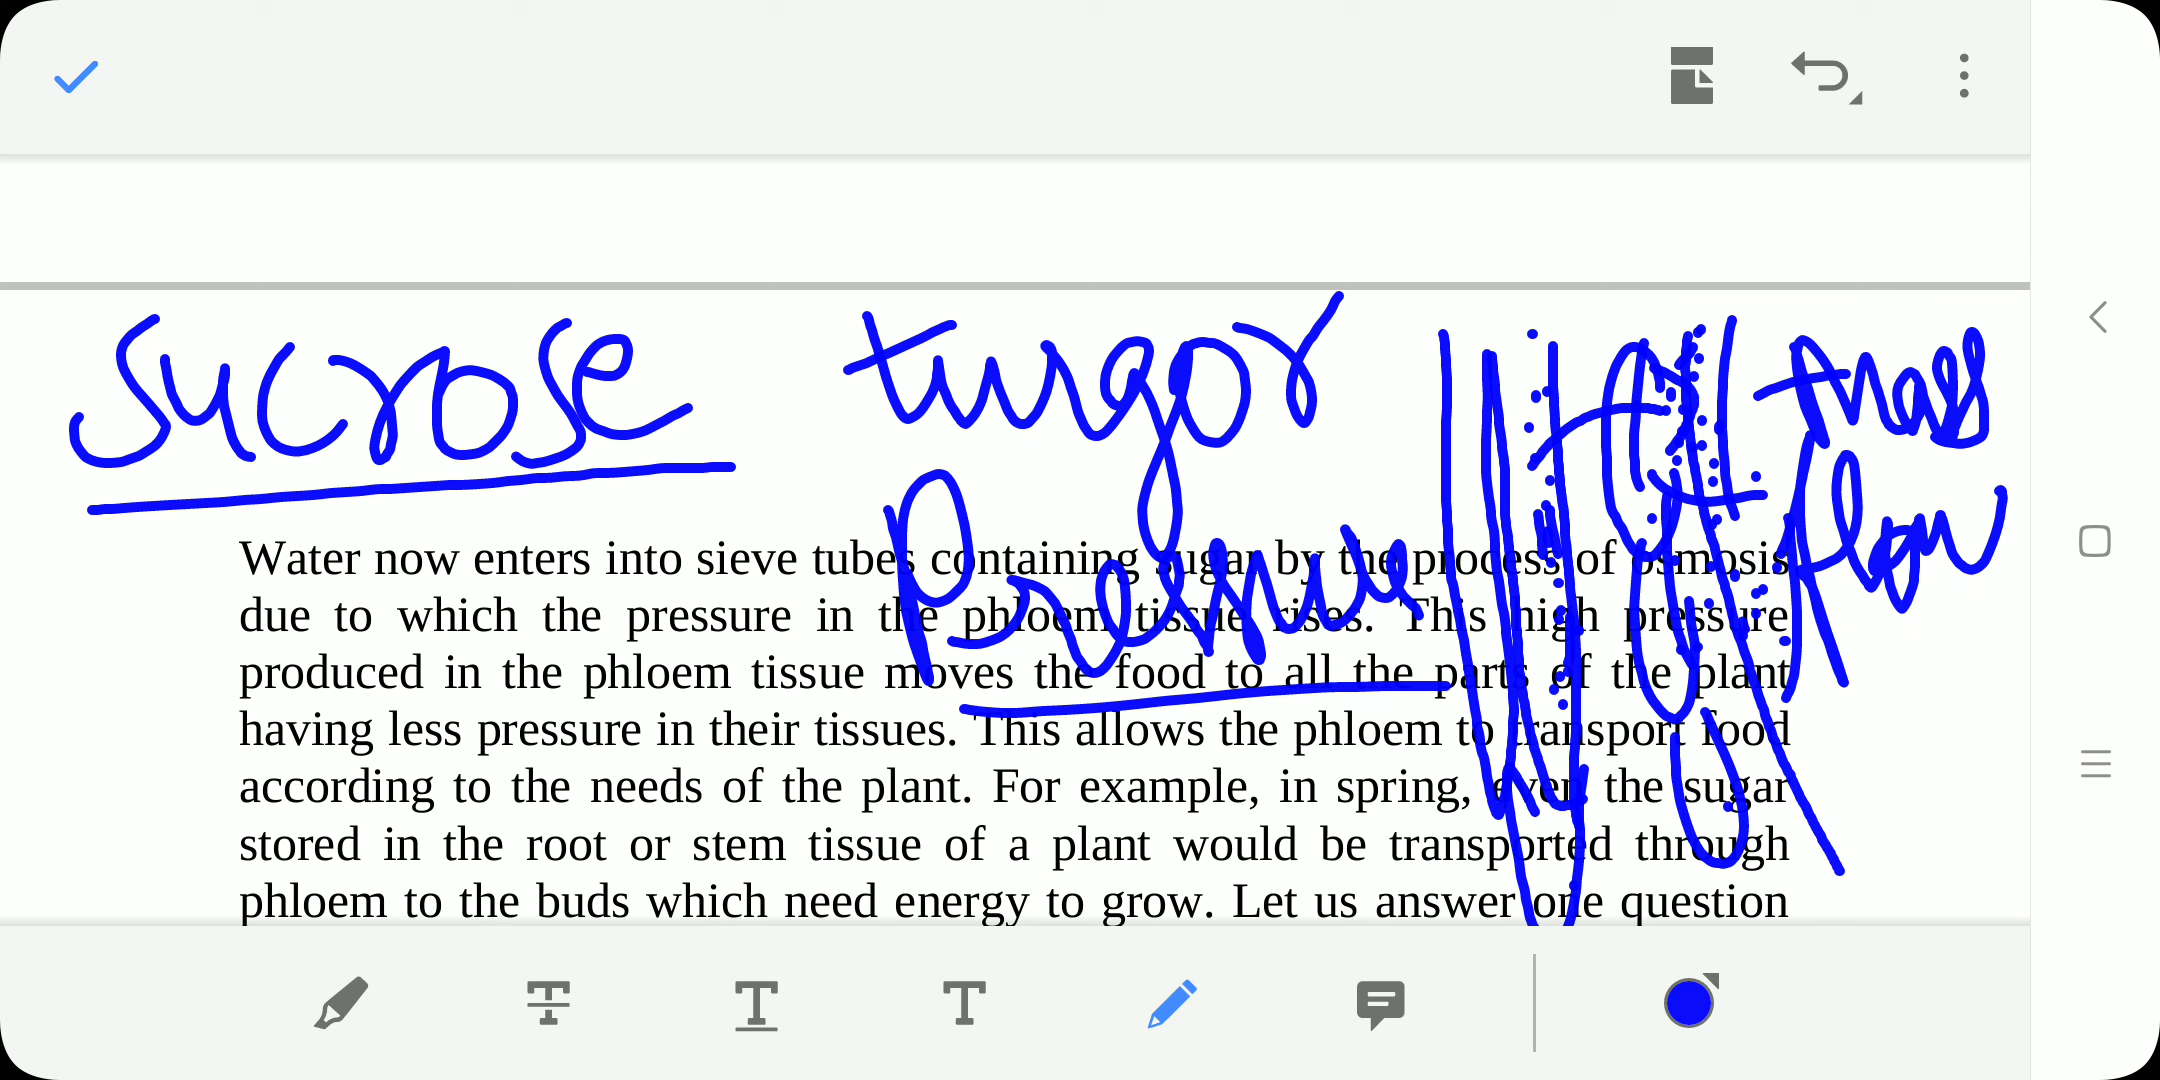 sucrose turgor mass
Pressure flow
Water now enters into sieve tubes containing sugar by the process of osmosis
due to which the pressure in the phloem tissue rises. This high pressure
produced in the phloem tissue moves the food to all the parts of the plant
having less pressure in their tissues. This allows the phloem to transport food
according to the needs of the plant. For example, in spring, even the sugar
stored in the root or stem tissue of a plant would be transported through
phloem to the buds which need energy to grow. Let us answer one question